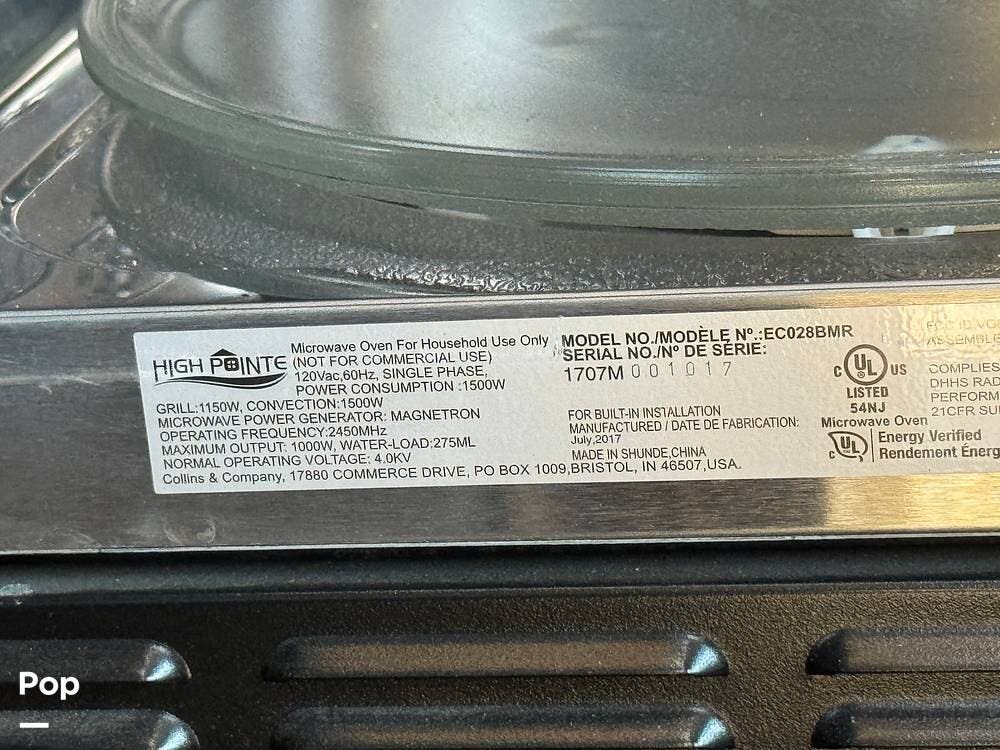 HIGH POINTE
Microwave Oven For Household Use Only
(NOT FOR COMMERCIAL USE)
120Vac,60Hz, SINGLE PHASE,
POWER CONSUMPTION :1500W
GRILL:1150W, CONVECTION:1500W
MICROWAVE POWER GENERATOR: MAGNETRON
OPERATING FREQUENCY:2450MHz
MAXIMUM OUTPUT: 1000W, WATER-LOAD:275ML
NORMAL OPERATING VOLTAGE: 4.0KV
Collins & Company, 17880 COMMERCE DRIVE, PO BOX 1009,BRISTOL, IN 46507,USA.
MODEL NO./MODÈLE Nº.:EC028BMR
SERIAL NO./Nº DE SÉRIE:
1707M 001017
FOR BUILT-IN INSTALLATION
MANUFACTURED / DATE DE FABRICATION:
July,2017
MADE IN SHUNDE,CHINA
C UL US
LISTED
54NJ
Microwave Oven
C UL
Energy Verified
Rendement Énerg
FCC ID
ASSEMBLE
COMPLIES
DHHS RAD
PERFORM
21CFR SU
Pop